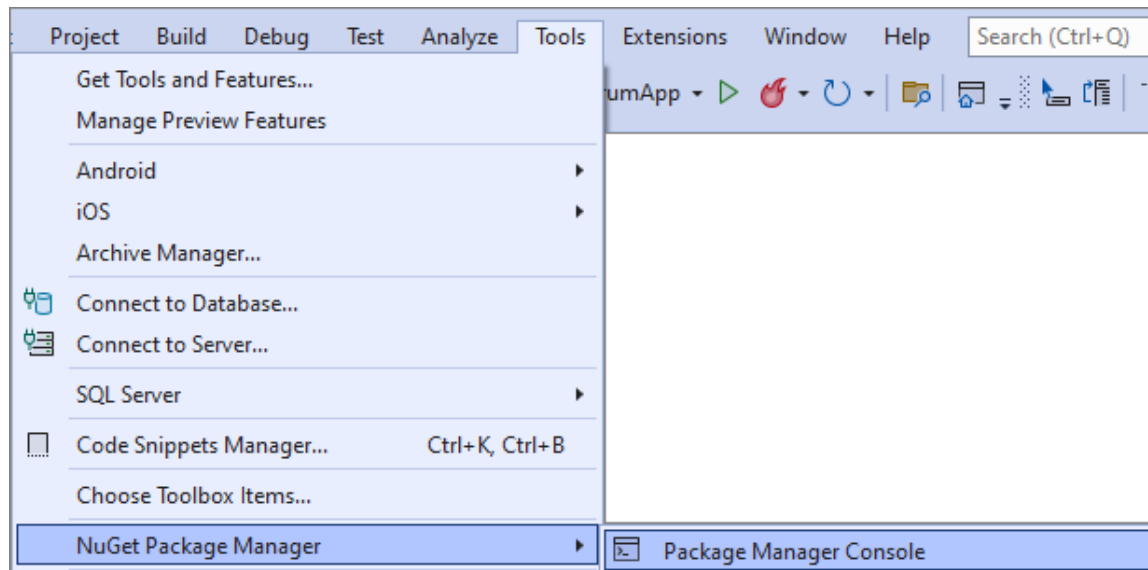 Project Build Debug Test Analyze Tools Extensions Window Help Search (Ctrl+Q)
Get Tools and Features...
umApp
Manage Preview Features
Android
iOS
Archive Manager...
Connect to Database...
Connect to Server...
SQL Server
Code Snippets Manager... Ctrl+K, Ctrl+B
Choose Toolbox Items...
NuGet Package Manager
Package Manager Console